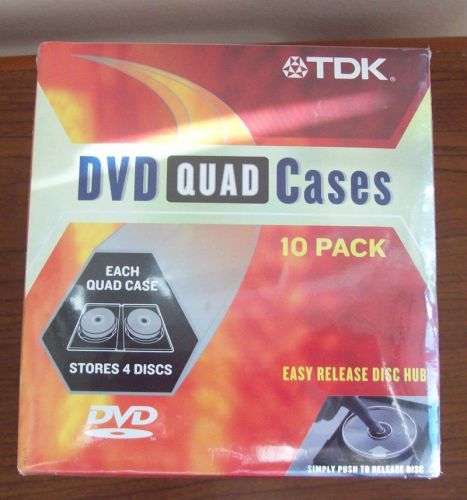 TDK
DVD QUAD Cases
10 PACK
EACH
QUAD CASE
STORES 4 DISCS
EASY RELEASE DISC HUB
DVD
SIMPLY PUSH TO RELEASE DISC